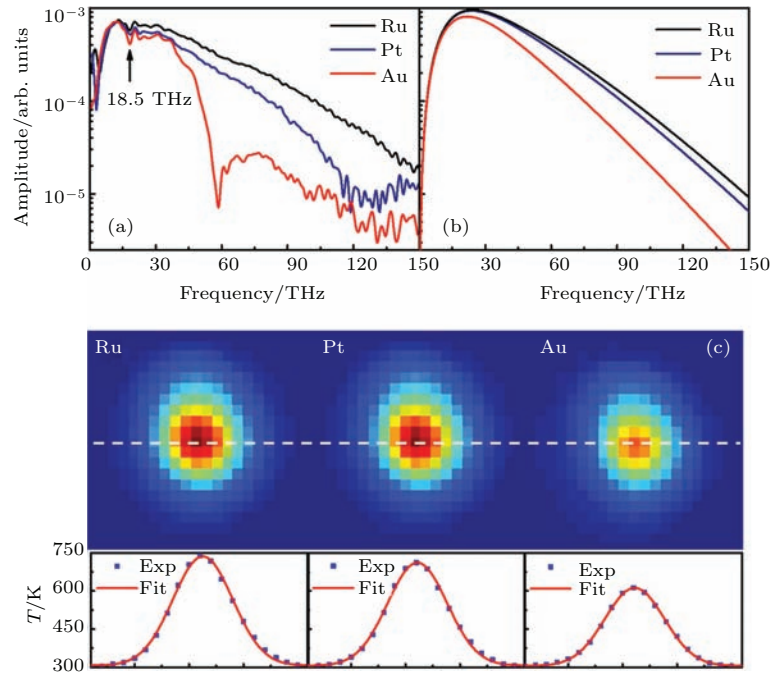 10⁻³
10⁻⁴
10⁻⁵
Amplitude/arb. units
Ru
Pt
Au
18.5 THz
(a)
0 30 60 90 120 150
Frequency/THz
Ru
Pt
Au
(b)
30 60 90 120 150
Frequency/THz
Ru Pt Au (c)
750
600
450
300
T/K
Exp
Fit
Exp
Fit
Exp
Fit